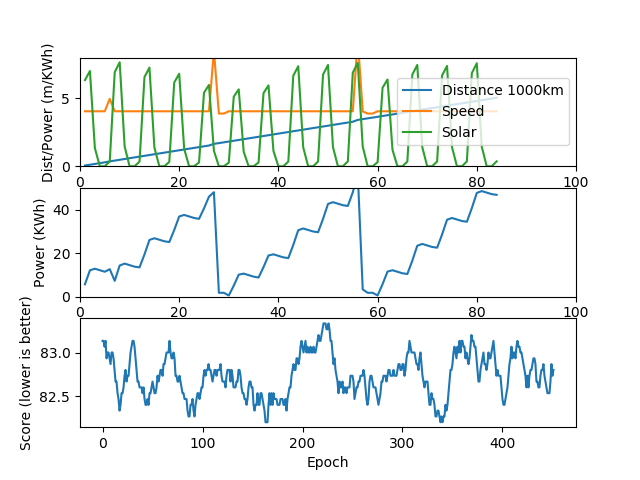 Dist/Power (m/KWh)
5
0
Distance 1000km
Speed
Solar
0 20 40 60 80 100
Power (KWh)
40
20
0
0 20 40 60 80 100
Score (lower is better)
83.0
82.5
0 100 200 300 400
Epoch